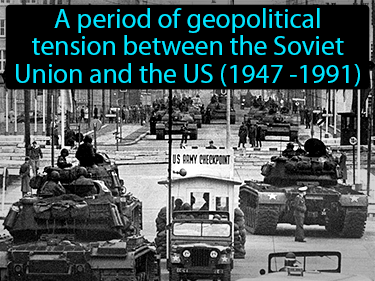 A period of geopolitical
tension between the Soviet
Union and the US (1947 -1991)
US ARMY CHECKPOINT